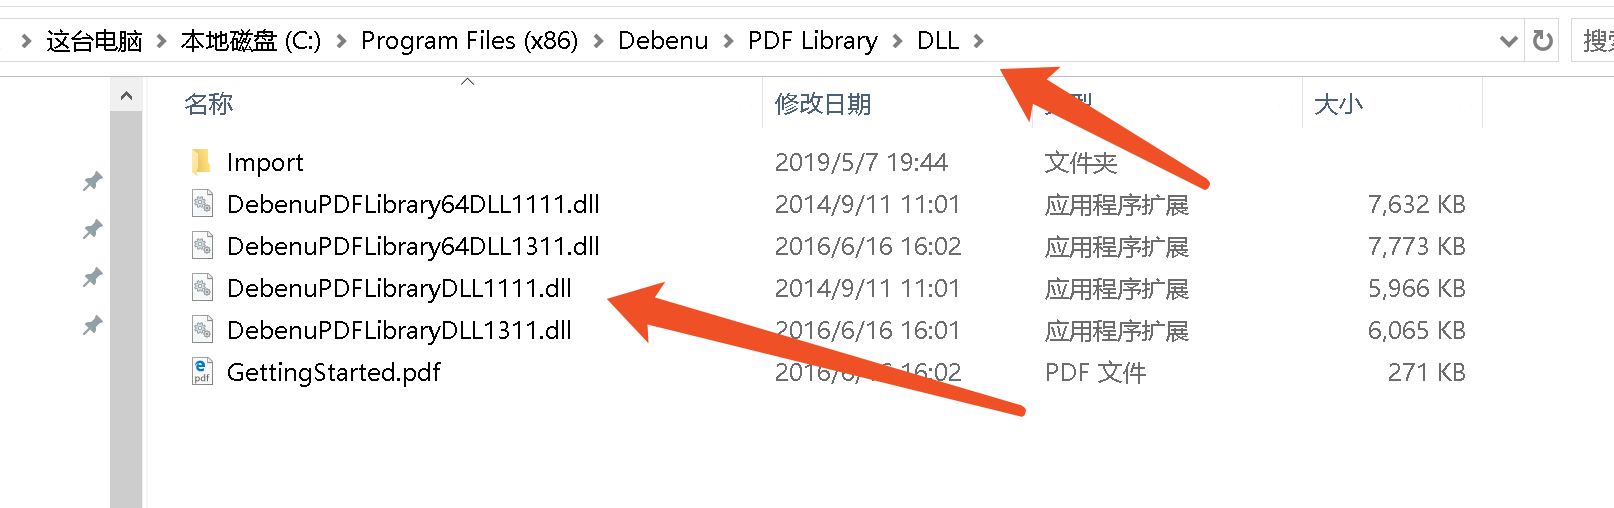 这台电脑 > 本地磁盘 (C:) > Program Files (x86) > Debenu > PDF Library > DLL >
名称 修改日期 型 大小
Import 2019/5/7 19:44 文件夹
DebenuPDFLibrary64DLL1111.dll 2014/9/11 11:01 应用程序扩展 7,632 KB
DebenuPDFLibrary64DLL1311.dll 2016/6/16 16:02 应用程序扩展 7,773 KB
DebenuPDFLibraryDLL1111.dll 2014/9/11 11:01 应用程序扩展 5,966 KB
DebenuPDFLibraryDLL1311.dll 2016/6/16 16:01 应用程序扩展 6,065 KB
GettingStarted.pdf 2016/6/16 16:02 PDF 文件 271 KB